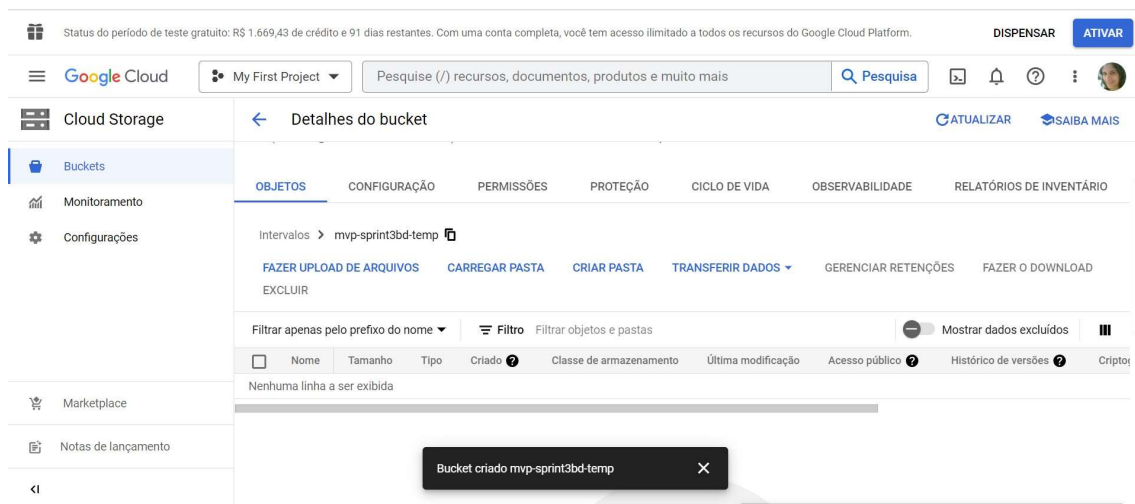 Status do período de teste gratuito: R$ 1.669,43 de crédito e 91 dias restantes. Com uma conta completa, você tem acesso ilimitado a todos os recursos do Google Cloud Platform.
DISPENSAR
ATIVAR
Google Cloud
My First Project
Pesquise (/) recursos, documentos, produtos e muito mais
Pesquisa
Cloud Storage
Detalhes do bucket
ATUALIZAR
SAIBA MAIS
Buckets
Monitoramento
Configurações
OBJETOS
CONFIGURAÇÃO
PERMISSÕES
PROTEÇÃO
CICLO DE VIDA
OBSERVABILIDADE
RELATÓRIOS DE INVENTÁRIO
Intervalos > mvp-sprint3bd-temp
FAZER UPLOAD DE ARQUIVOS
CARREGAR PASTA
CRIAR PASTA
TRANSFERIR DADOS
GERENCIAR RETENÇÕES
FAZER O DOWNLOAD
EXCLUIR
Filtrar apenas pelo prefixo do nome
Filtro
Filtrar objetos e pastas
Mostrar dados excluídos
Nome
Tamanho
Tipo
Criado
Classe de armazenamento
Última modificação
Acesso público
Histórico de versões
Nenhuma linha a ser exibida
Marketplace
Notas de lançamento
Bucket criado mvp-sprint3bd-temp